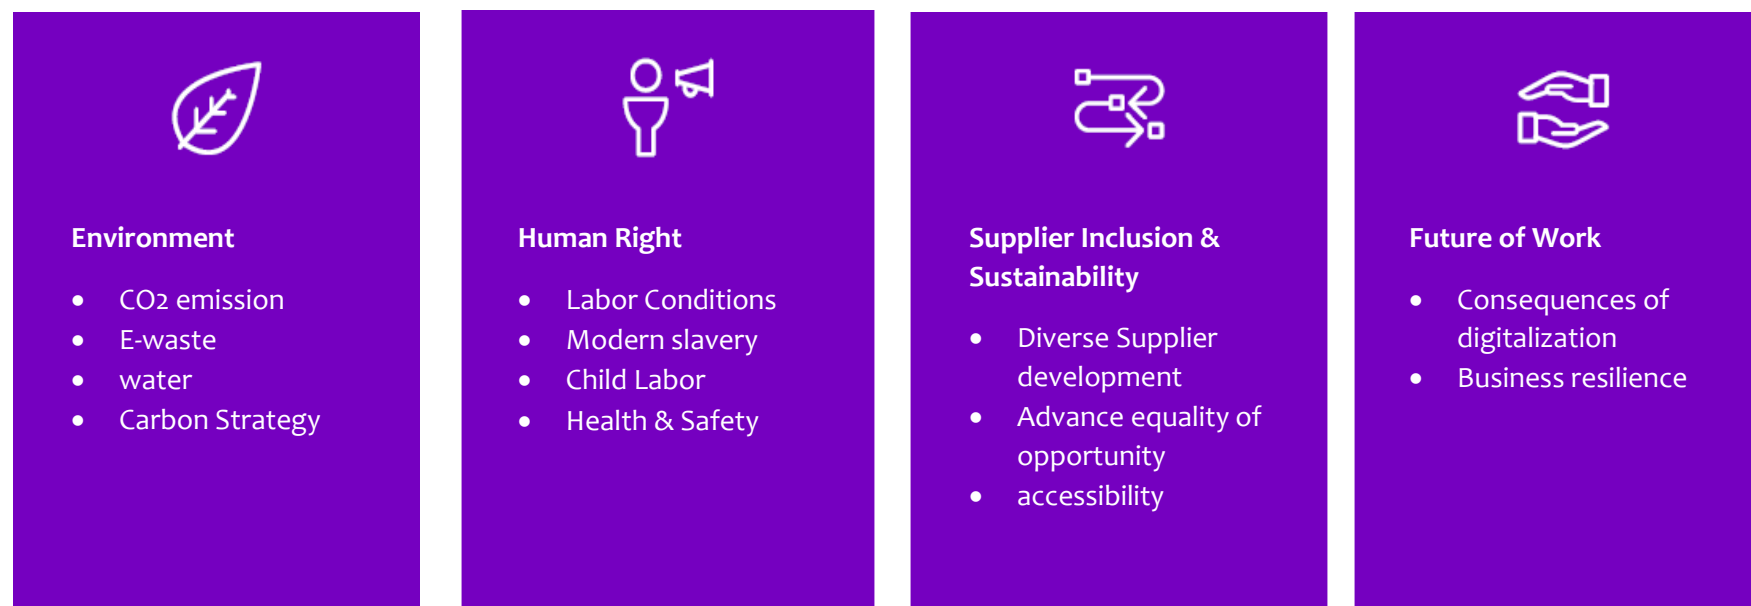 Environment
• CO2 emission
• E-waste
• water
• Carbon Strategy
Human Right
• Labor Conditions
• Modern slavery
• Child Labor
• Health & Safety
Supplier Inclusion &
Sustainability
• Diverse Supplier
development
• Advance equality of
opportunity
• accessibility
Future of Work
• Consequences of
digitalization
• Business resilience